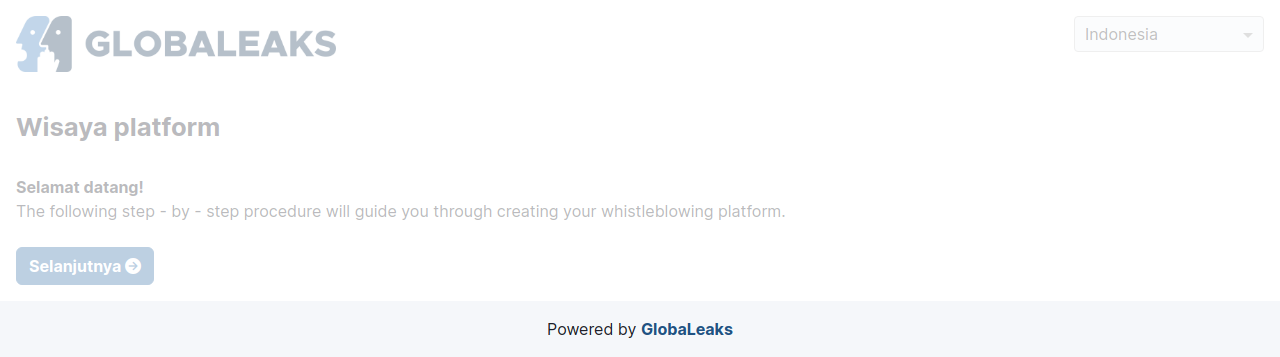 GLOBALEAKS
Indonesia
Wisaya platform
Selamat datang!
The following step - by - step procedure will guide you through creating your whistleblowing platform.
Selanjutnya
Powered by GlobaLeaks